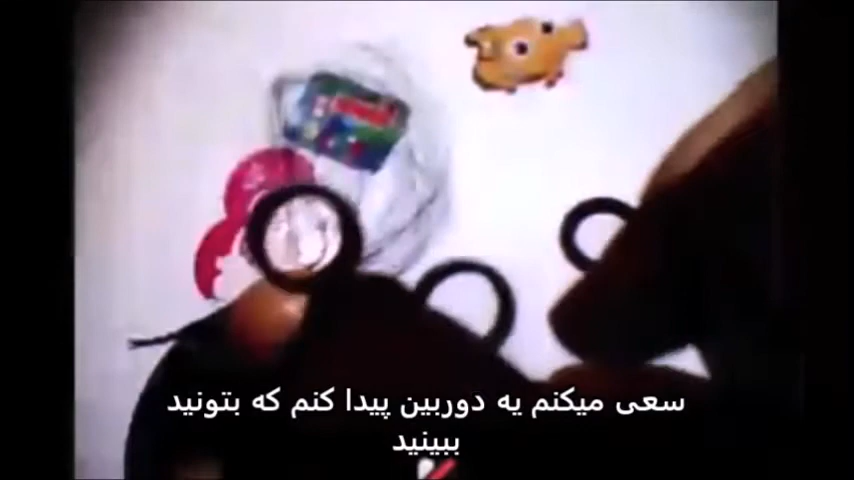 سعی میکنم یه دوربین پیدا کنم که بتونید
ببینید